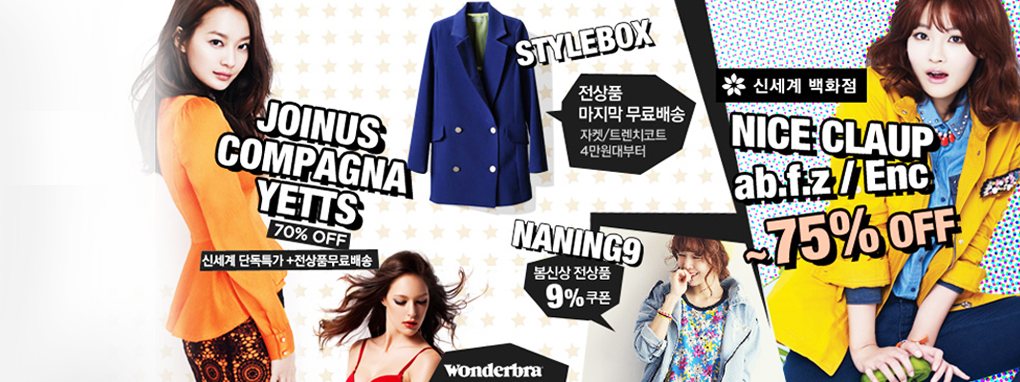 JOINUS
COMPAGNA
YETTS
70% OFF
신세계 단독특가 +전상품무료배송
STYLEBOX
전상품
마지막 무료배송
자켓/트렌치코트
4만원대부터
NANING9
봄신상 전상품
9% 쿠폰
Wonderbra
신세계 백화점
NICE CLAUP
ab.f.z / Enc
~75% OFF